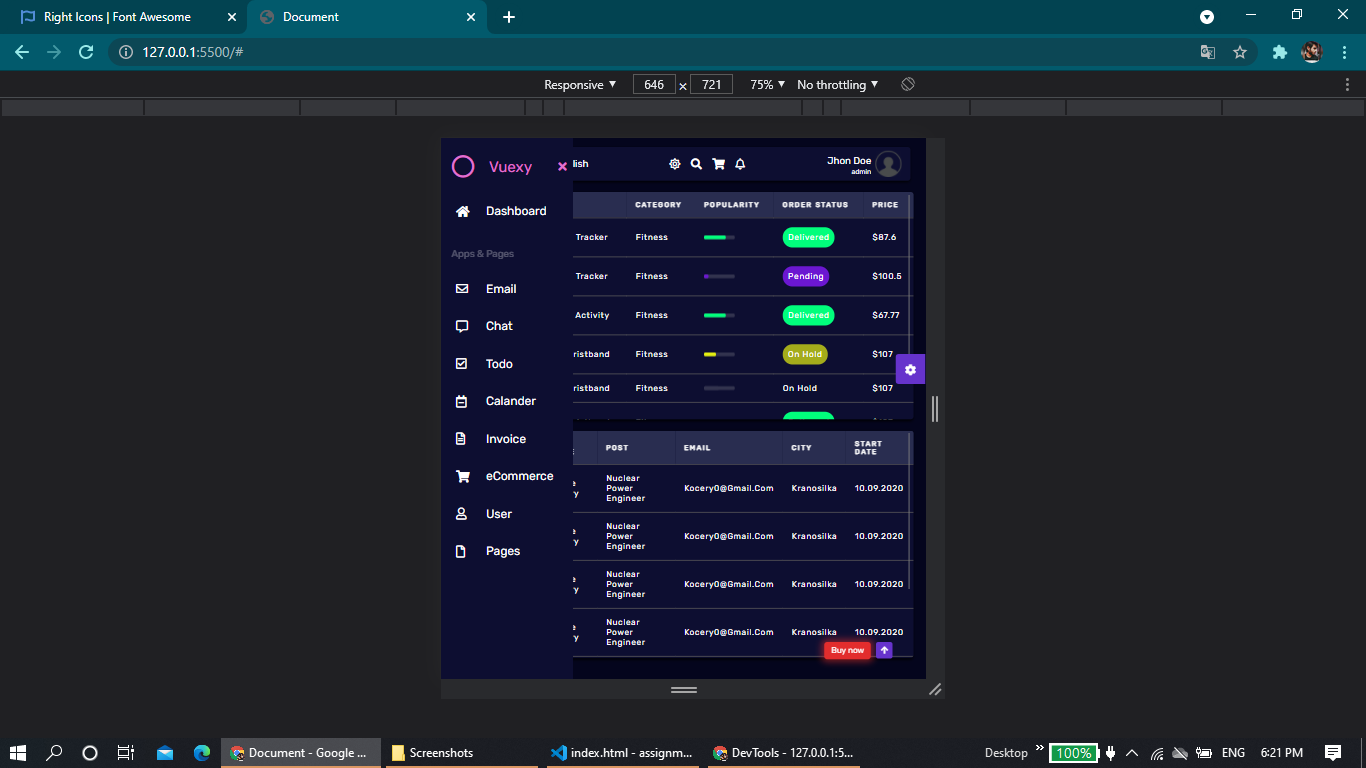 Right Icons | Font Awesome
Document
127.0.0.1:5500/#
Responsive 646 × 721 75% No throttling
Vuexy
lish
Jhon Doe
admin
Dashboard
Apps & Pages
Email
Chat
Todo
Calander
Invoice
eCommerce
User
Pages
CATEGORY POPULARITY ORDER STATUS PRICE
Tracker Fitness Delivered $87.6
Tracker Fitness Pending $100.5
Activity Fitness Delivered $67.77
ristband Fitness On Hold $107
ristband Fitness On Hold $107
POST EMAIL CITY START
DATE
Nuclear
Power
Engineer
Kocery0@Gmail.Com Kranosilka 10.09.2020
Nuclear
Power
Engineer
Kocery0@Gmail.Com Kranosilka 10.09.2020
Nuclear
Power
Engineer
Kocery0@Gmail.Com Kranosilka 10.09.2020
Nuclear
Power
Engineer
Kocery0@Gmail.Com Kranosilka 10.09.2020
Buy now
Document - Google ...
Screenshots
index.html - assignm...
DevTools - 127.0.0.1:5...
Desktop
100%
ENG
6:21 PM